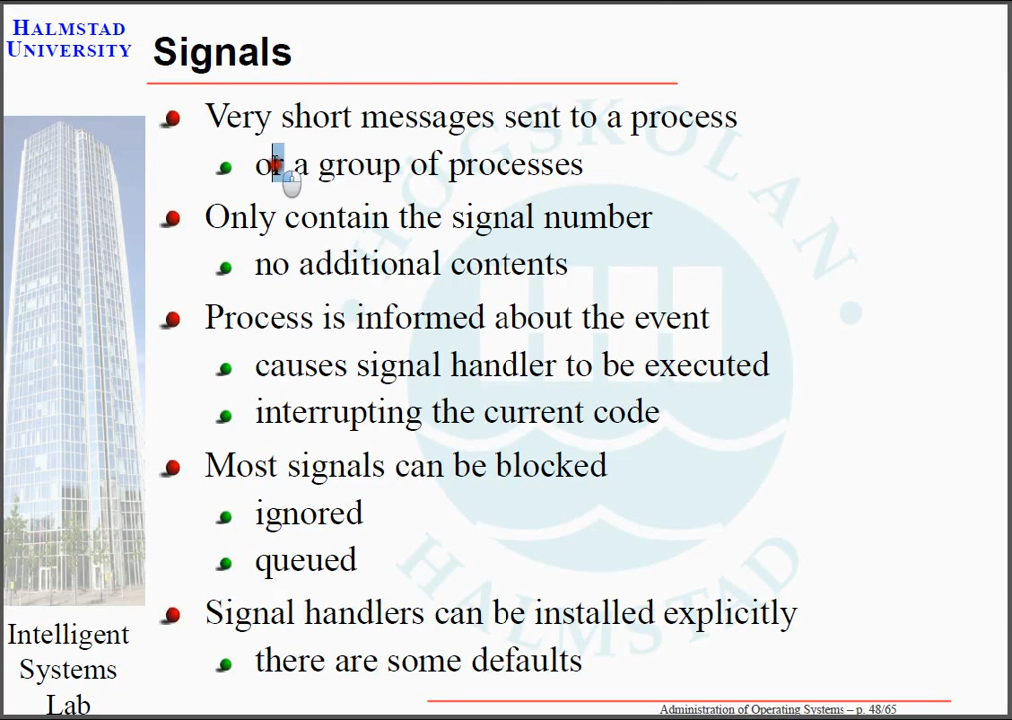 HALMSTAD
UNIVERSITY
Signals
Very short messages sent to a process
or a group of processes
Only contain the signal number
no additional contents
Process is informed about the event
causes signal handler to be executed
interrupting the current code
Most signals can be blocked
ignored
queued
Signal handlers can be installed explicitly
there are some defaults
Intelligent
Systems
Lab
HÖGSKOLAN
HALMSTAD
Administration of Operating Systems – p. 48/65